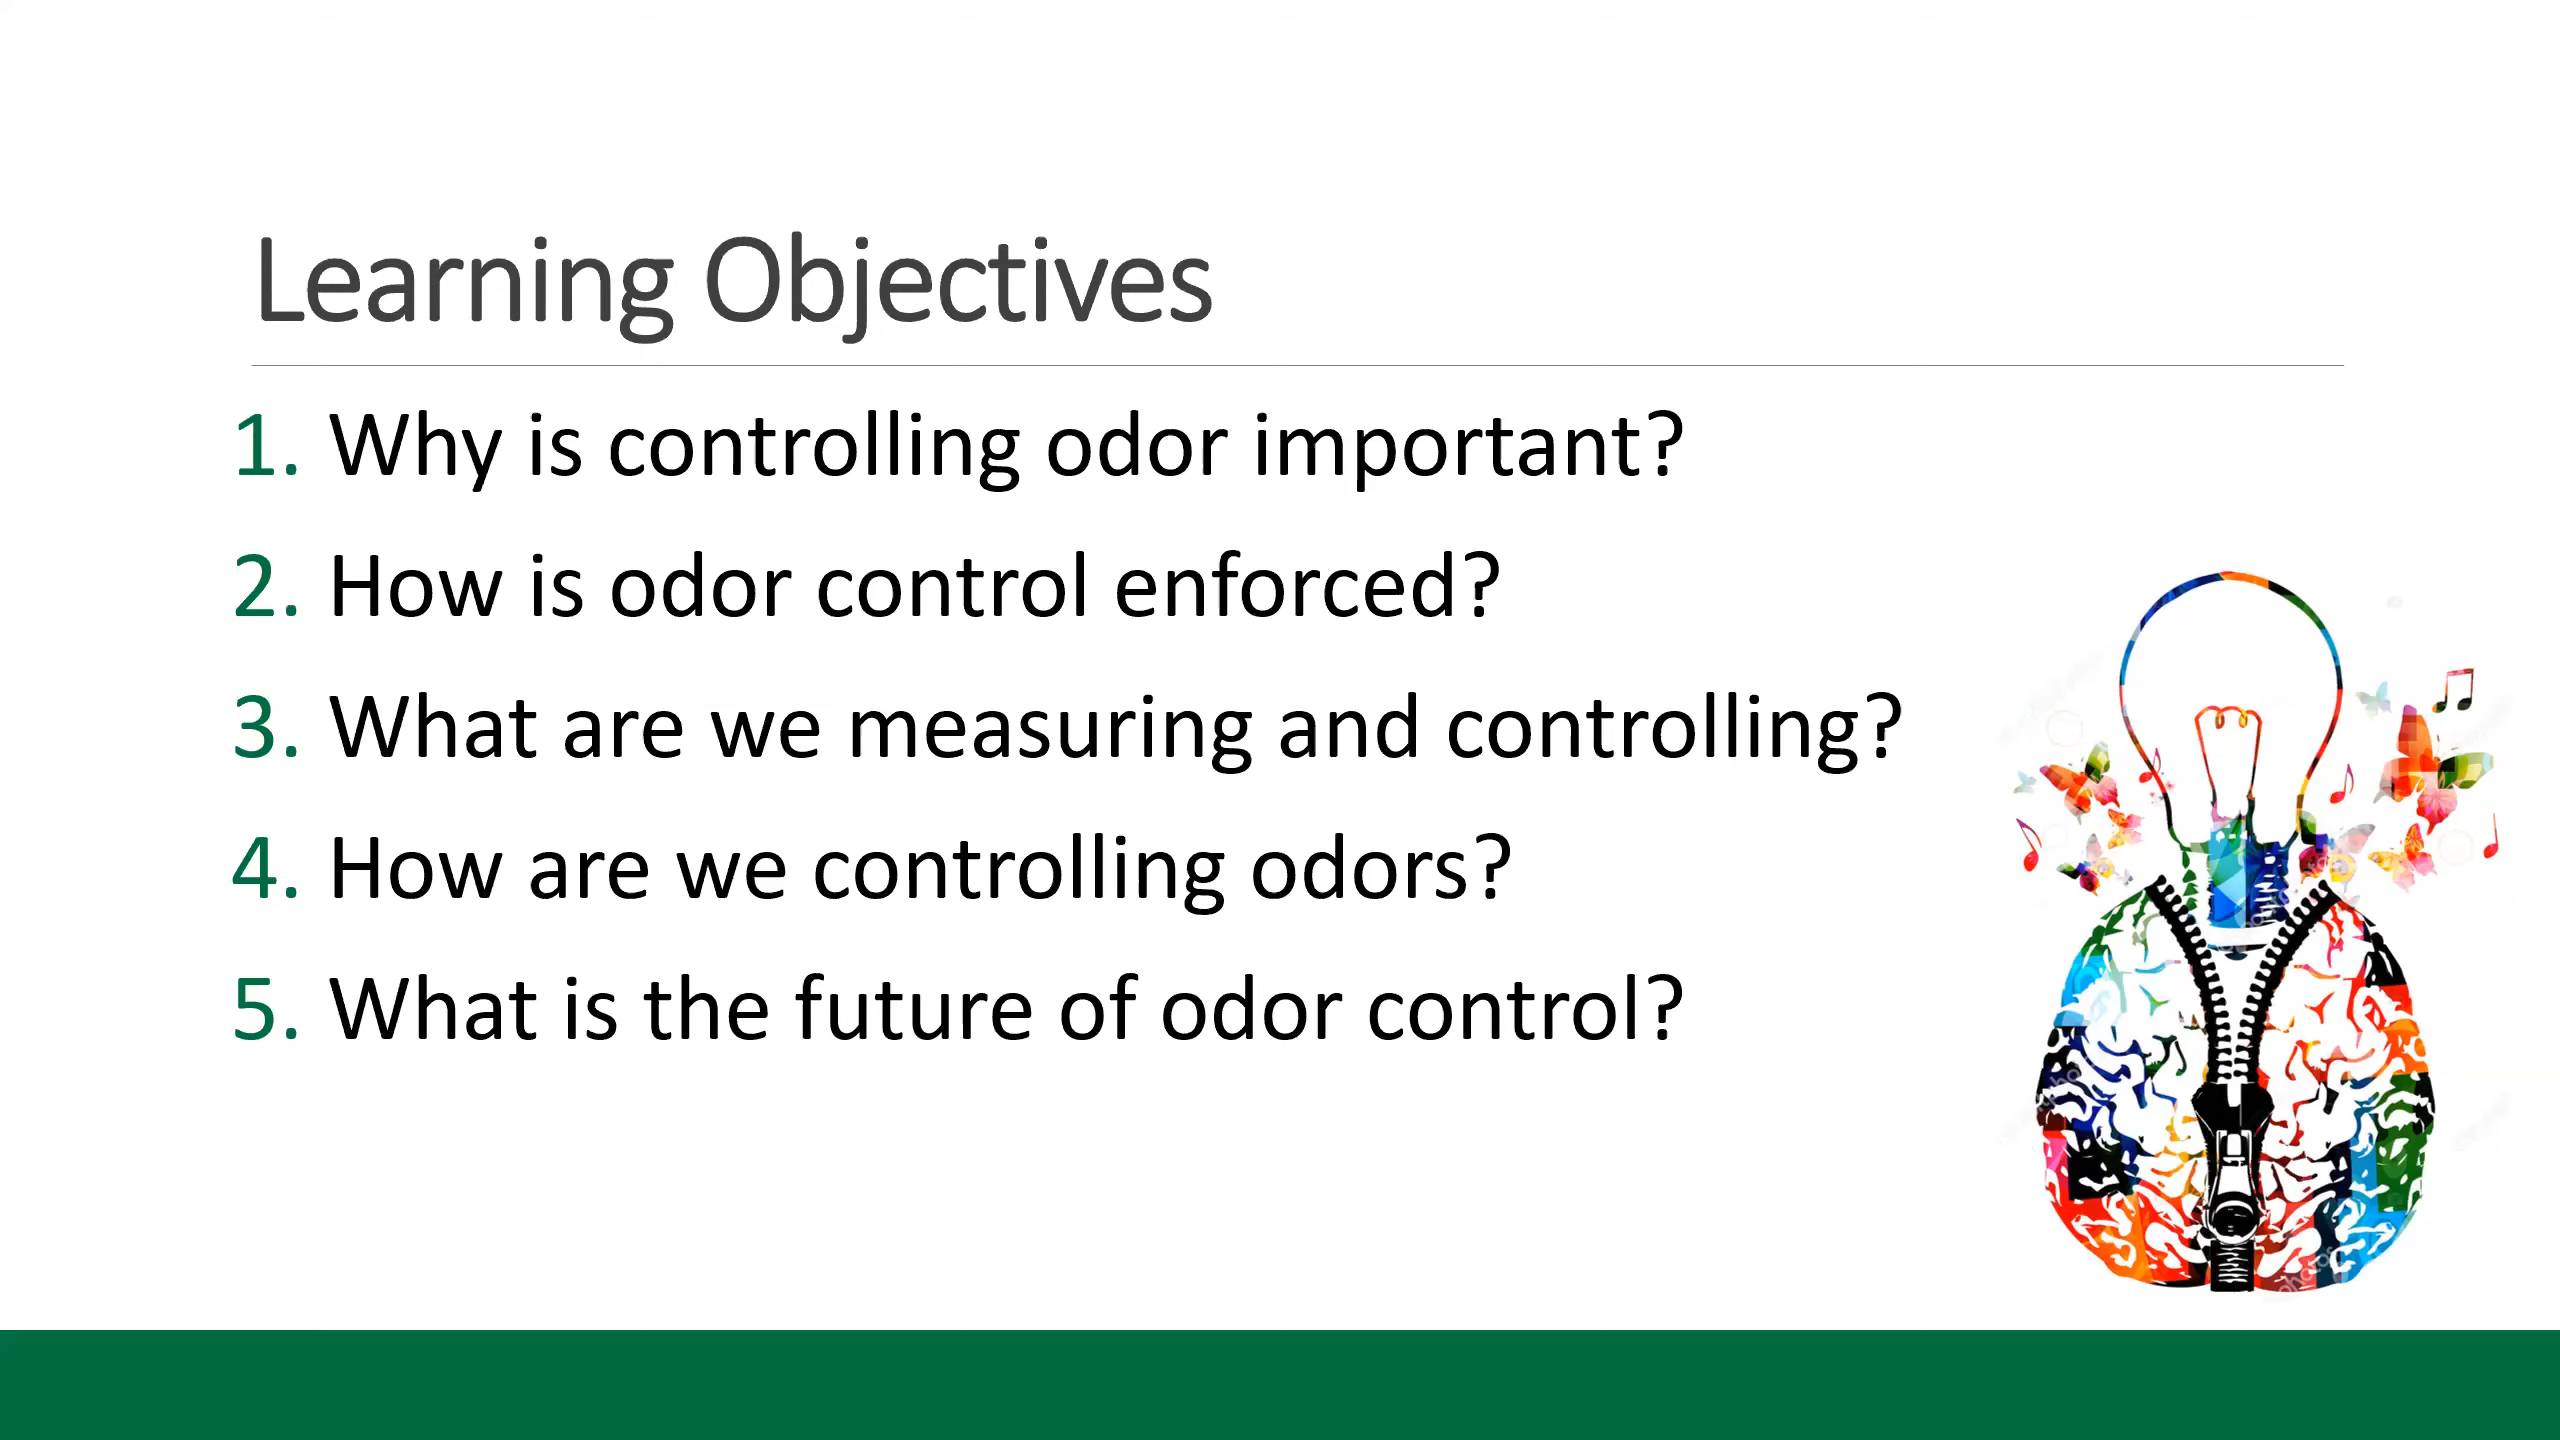 Learning Objectives
1. Why is controlling odor important?
2. How is odor control enforced?
3. What are we measuring and controlling?
4. How are we controlling odors?
5. What is the future of odor control?